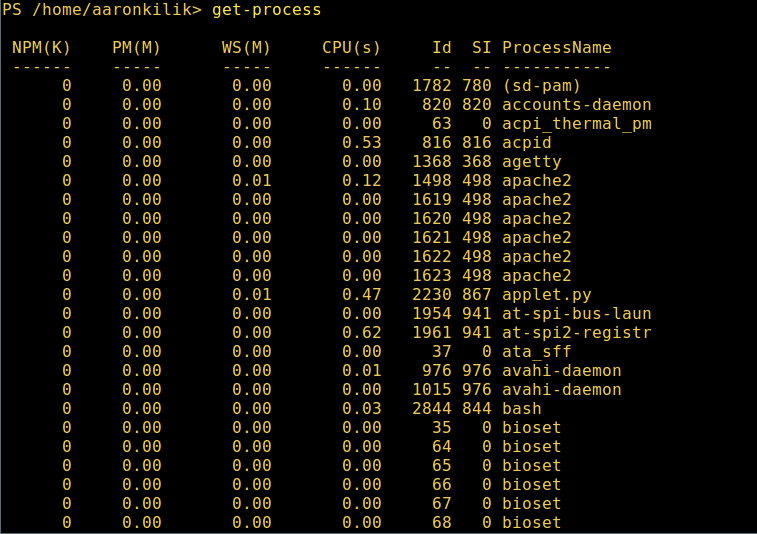 PS /home/aaronkilik> get-process
NPM(K) PM(M) WS(M) CPU(s) Id SI ProcessName
------ ----- ----- ------ -- -- -----------
0 0.00 0.00 0.00 1782 780 (sd-pam)
0 0.00 0.00 0.10 820 820 accounts-daemon
0 0.00 0.00 0.00 63 0 acpi_thermal_pm
0 0.00 0.00 0.53 816 816 acpid
0 0.00 0.00 0.00 1368 368 agetty
0 0.00 0.01 0.12 1498 498 apache2
0 0.00 0.00 0.00 1619 498 apache2
0 0.00 0.00 0.00 1620 498 apache2
0 0.00 0.00 0.00 1621 498 apache2
0 0.00 0.00 0.00 1622 498 apache2
0 0.00 0.00 0.00 1623 498 apache2
0 0.00 0.01 0.47 2230 867 applet.py
0 0.00 0.00 0.00 1954 941 at-spi-bus-laun
0 0.00 0.00 0.62 1961 941 at-spi2-registr
0 0.00 0.00 0.00 37 0 ata_sff
0 0.00 0.00 0.01 976 976 avahi-daemon
0 0.00 0.00 0.00 1015 976 avahi-daemon
0 0.00 0.00 0.03 2844 844 bash
0 0.00 0.00 0.00 35 0 bioset
0 0.00 0.00 0.00 64 0 bioset
0 0.00 0.00 0.00 65 0 bioset
0 0.00 0.00 0.00 66 0 bioset
0 0.00 0.00 0.00 67 0 bioset
0 0.00 0.00 0.00 68 0 bioset